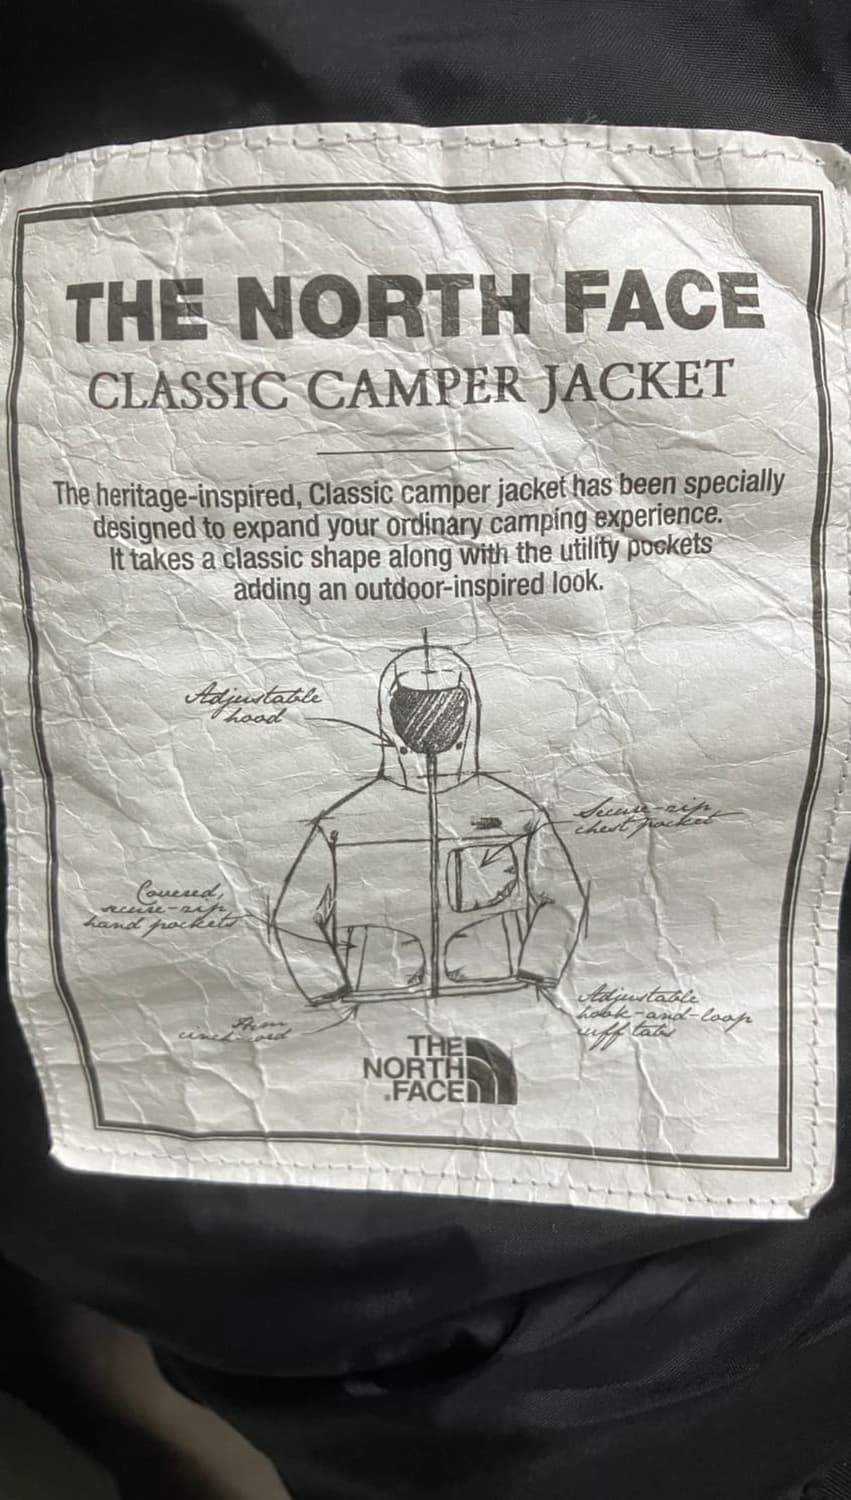 THE NORTH FACE
CLASSIC CAMPER JACKET
The heritage-inspired, Classic camper jacket has been specially
designed to expand your ordinary camping experience.
It takes a classic shape along with the utility pockets
adding an outdoor-inspired look.
Adjustable
hood
Secure-zip
chest pocket
Covered,
secure-zip
hand pockets
Adjustable
hook-and-loop
cuff tabs
cinch-cord
THE
NORTH
FACE